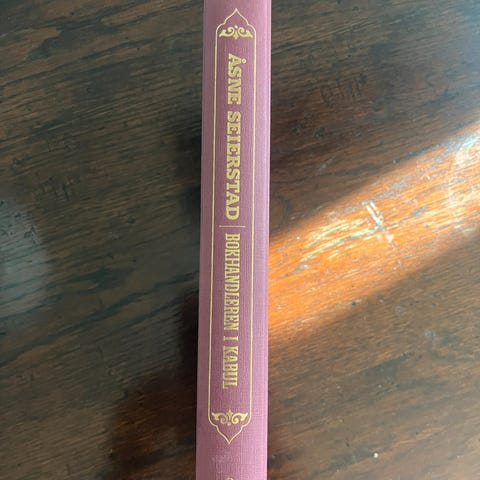 ÅSNE SEIERSTAD | BOKHANDLEREN I KABUL